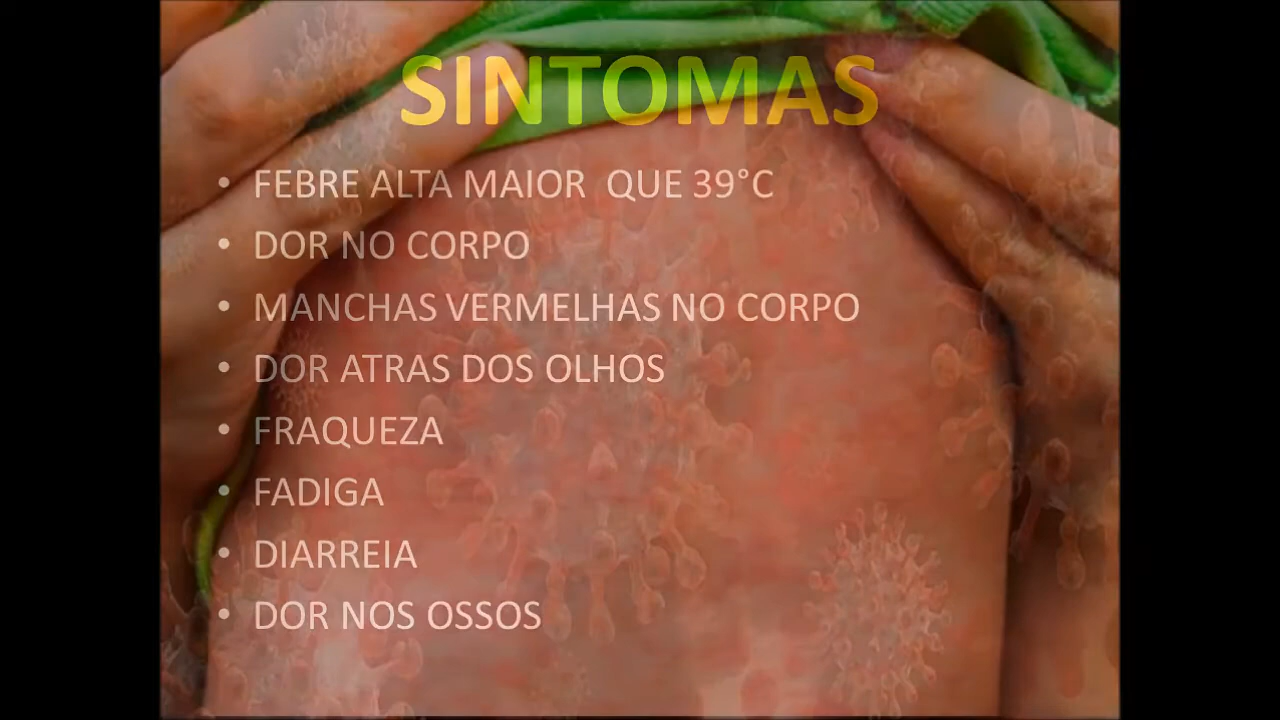 SINTOMAS
• FEBRE ALTA MAIOR  QUE 39°C
• DOR NO CORPO
• MANCHAS VERMELHAS NO CORPO
• DOR ATRAS DOS OLHOS
• FRAQUEZA
• FADIGA
• DIARREIA
• DOR NOS OSSOS